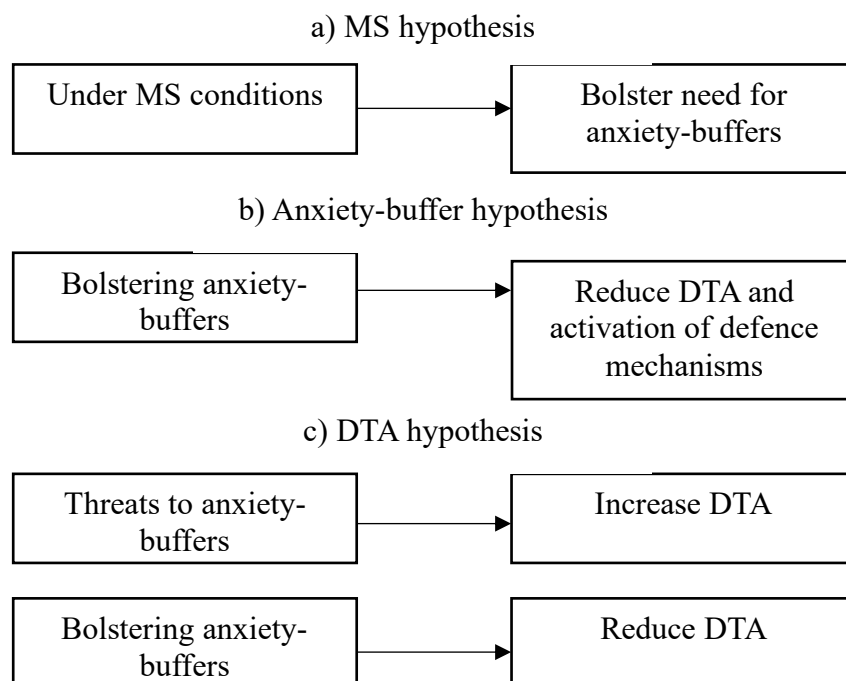 a) MS hypothesis
Under MS conditions
Bolster need for
anxiety-buffers
b) Anxiety-buffer hypothesis
Bolstering anxiety-
buffers
Reduce DTA and
activation of defence
mechanisms
c) DTA hypothesis
Threats to anxiety-
buffers
Increase DTA
Bolstering anxiety-
buffers
Reduce DTA